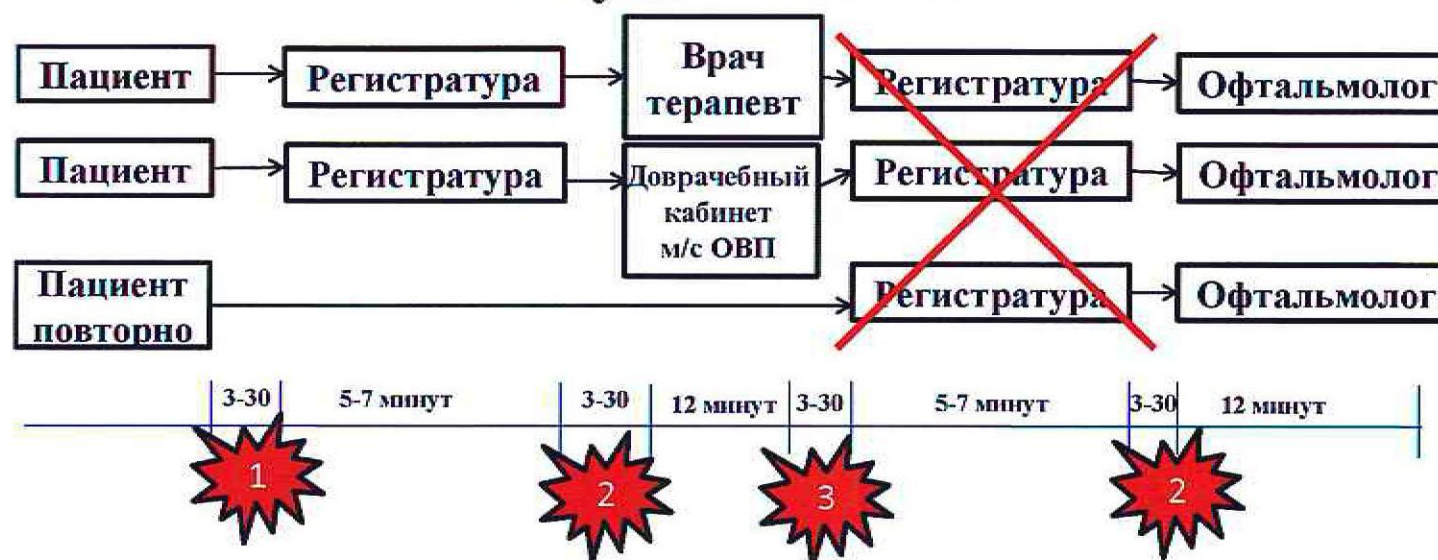 Пациент
Регистратура
Врач
терапевт
Регистратура
Офтальмолог
Пациент
Регистратура
Доврачебный
кабинет
м/с ОВП
Регистратура
Офтальмолог
Пациент
повторно
Регистратура
Офтальмолог
3-30
5-7 минут
3-30
12 минут
3-30
5-7 минут
3-30
12 минут
1
2
3
2